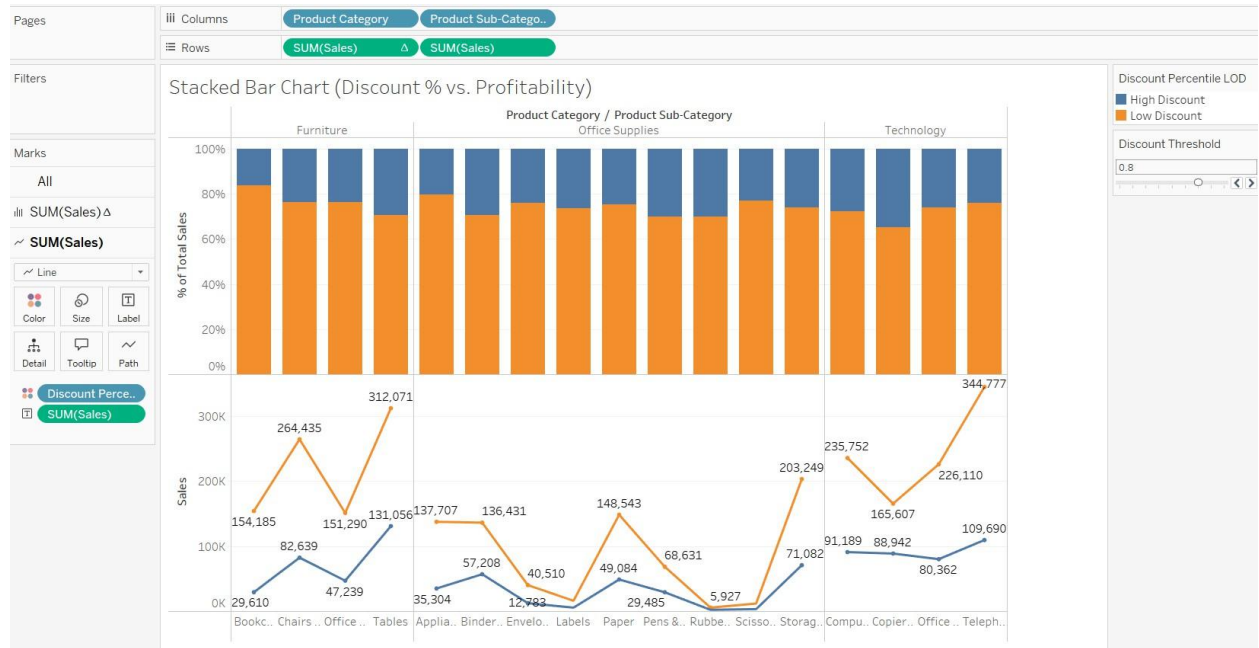 Pages
iii Columns
Product Category
Product Sub-Catego..
Rows
SUM(Sales) Δ
SUM(Sales)
Filters
Marks
All
SUM(Sales) Δ
SUM(Sales)
Line
Color
Size
Label
Detail
Tooltip
Path
Discount Perce..
SUM(Sales)
Stacked Bar Chart (Discount % vs. Profitability)
Product Category / Product Sub-Category
Furniture
Office Supplies
Technology
% of Total Sales
100%
80%
60%
40%
20%
0%
Sales
300K
200K
100K
0K
154,185
264,435
151,290
312,071
29,610
82,639
47,239
131,056
137,707
136,431
40,510
148,543
68,631
5,927
203,249
35,304
57,208
12,783
49,084
29,485
71,082
235,752
165,607
226,110
344,777
91,189
88,942
80,362
109,690
Bookc..
Chairs ..
Office ..
Tables
Applia..
Binder..
Envelo..
Labels
Paper
Pens &..
Rubbe..
Scisso..
Storag..
Compu..
Copier..
Office ..
Teleph..
Discount Percentile LOD
High Discount
Low Discount
Discount Threshold
0.8